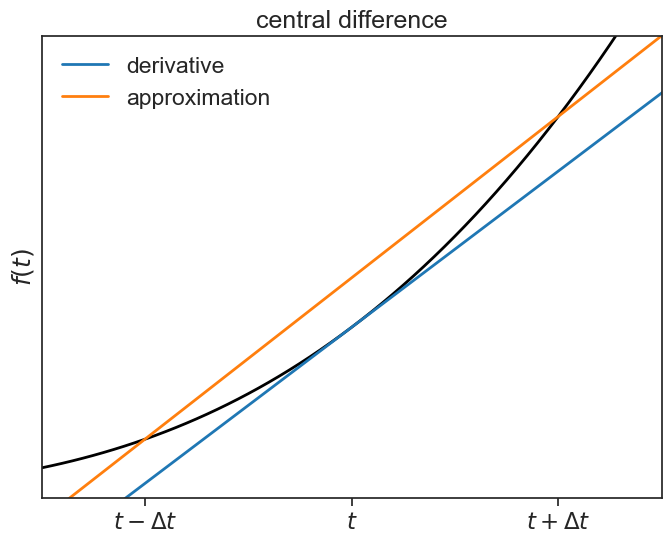 central difference
derivative
approximation
f(t)
t − Δt
t
t + Δt